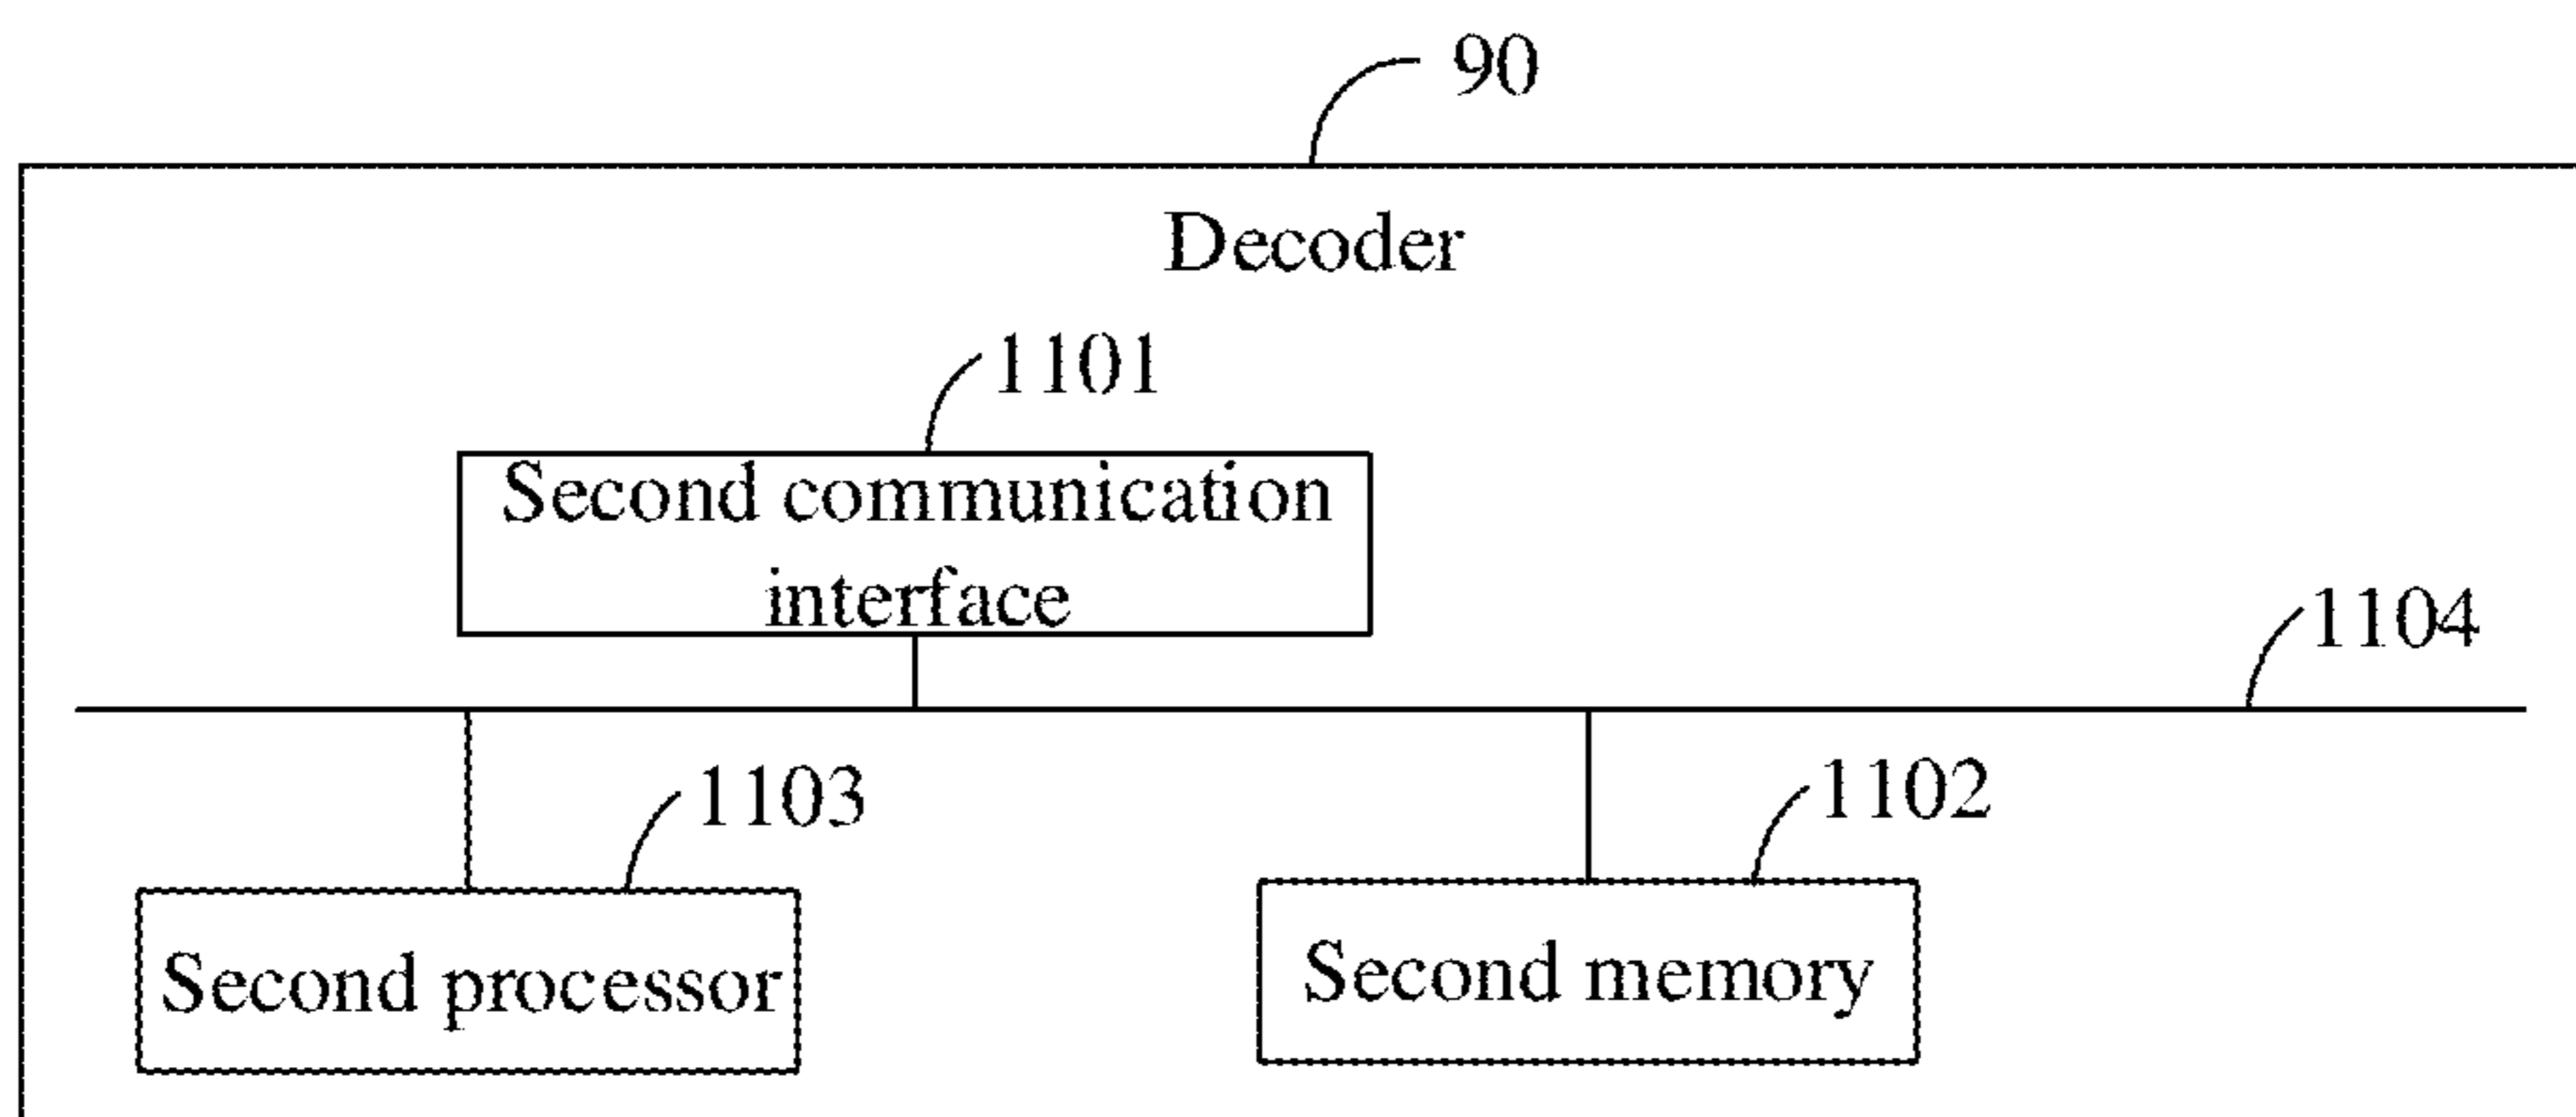 90
Decoder
1101
Second communication
interface
1104
1103
1102
Second processor
Second memory